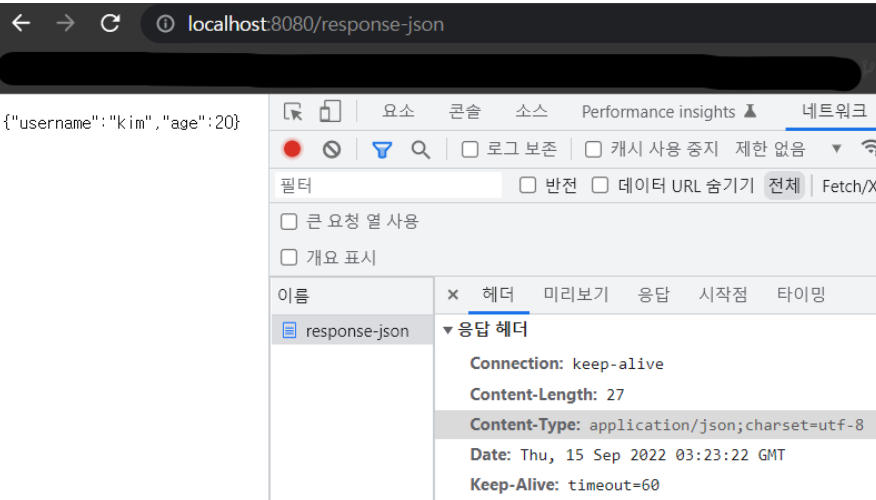 localhost:8080/response-json
{"username":"kim","age":20}
요소 콘솔 소스 Performance insights 네트워크
로그 보존 캐시 사용 중지 제한 없음
필터 반전 데이터 URL 숨기기 전체 Fetch/X
큰 요청 열 사용
개요 표시
이름 × 헤더 미리보기 응답 시작점 타이밍
response-json ▼응답 헤더
Connection: keep-alive
Content-Length: 27
Content-Type: application/json;charset=utf-8
Date: Thu, 15 Sep 2022 03:23:22 GMT
Keep-Alive: timeout=60